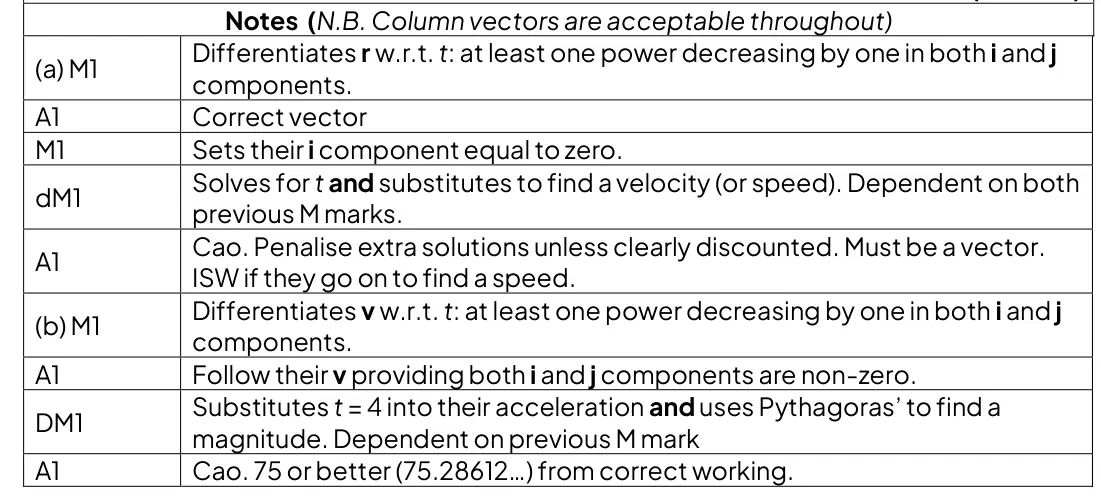 Notes (N.B. Column vectors are acceptable throughout)
(a) M1
Differentiates r w.r.t. t: at least one power decreasing by one in both i and j
components.
A1
Correct vector
M1
Sets their i component equal to zero.
dM1
Solves for t and substitutes to find a velocity (or speed). Dependent on both
previous M marks.
A1
Cao. Penalise extra solutions unless clearly discounted. Must be a vector.
ISW if they go on to find a speed.
(b) M1
Differentiates v w.r.t. t: at least one power decreasing by one in both i and j
components.
A1
Follow their v providing both i and j components are non-zero.
DM1
Substitutes t = 4 into their acceleration and uses Pythagoras’ to find a
magnitude. Dependent on previous M mark
A1
Cao. 75 or better (75.28612...) from correct working.